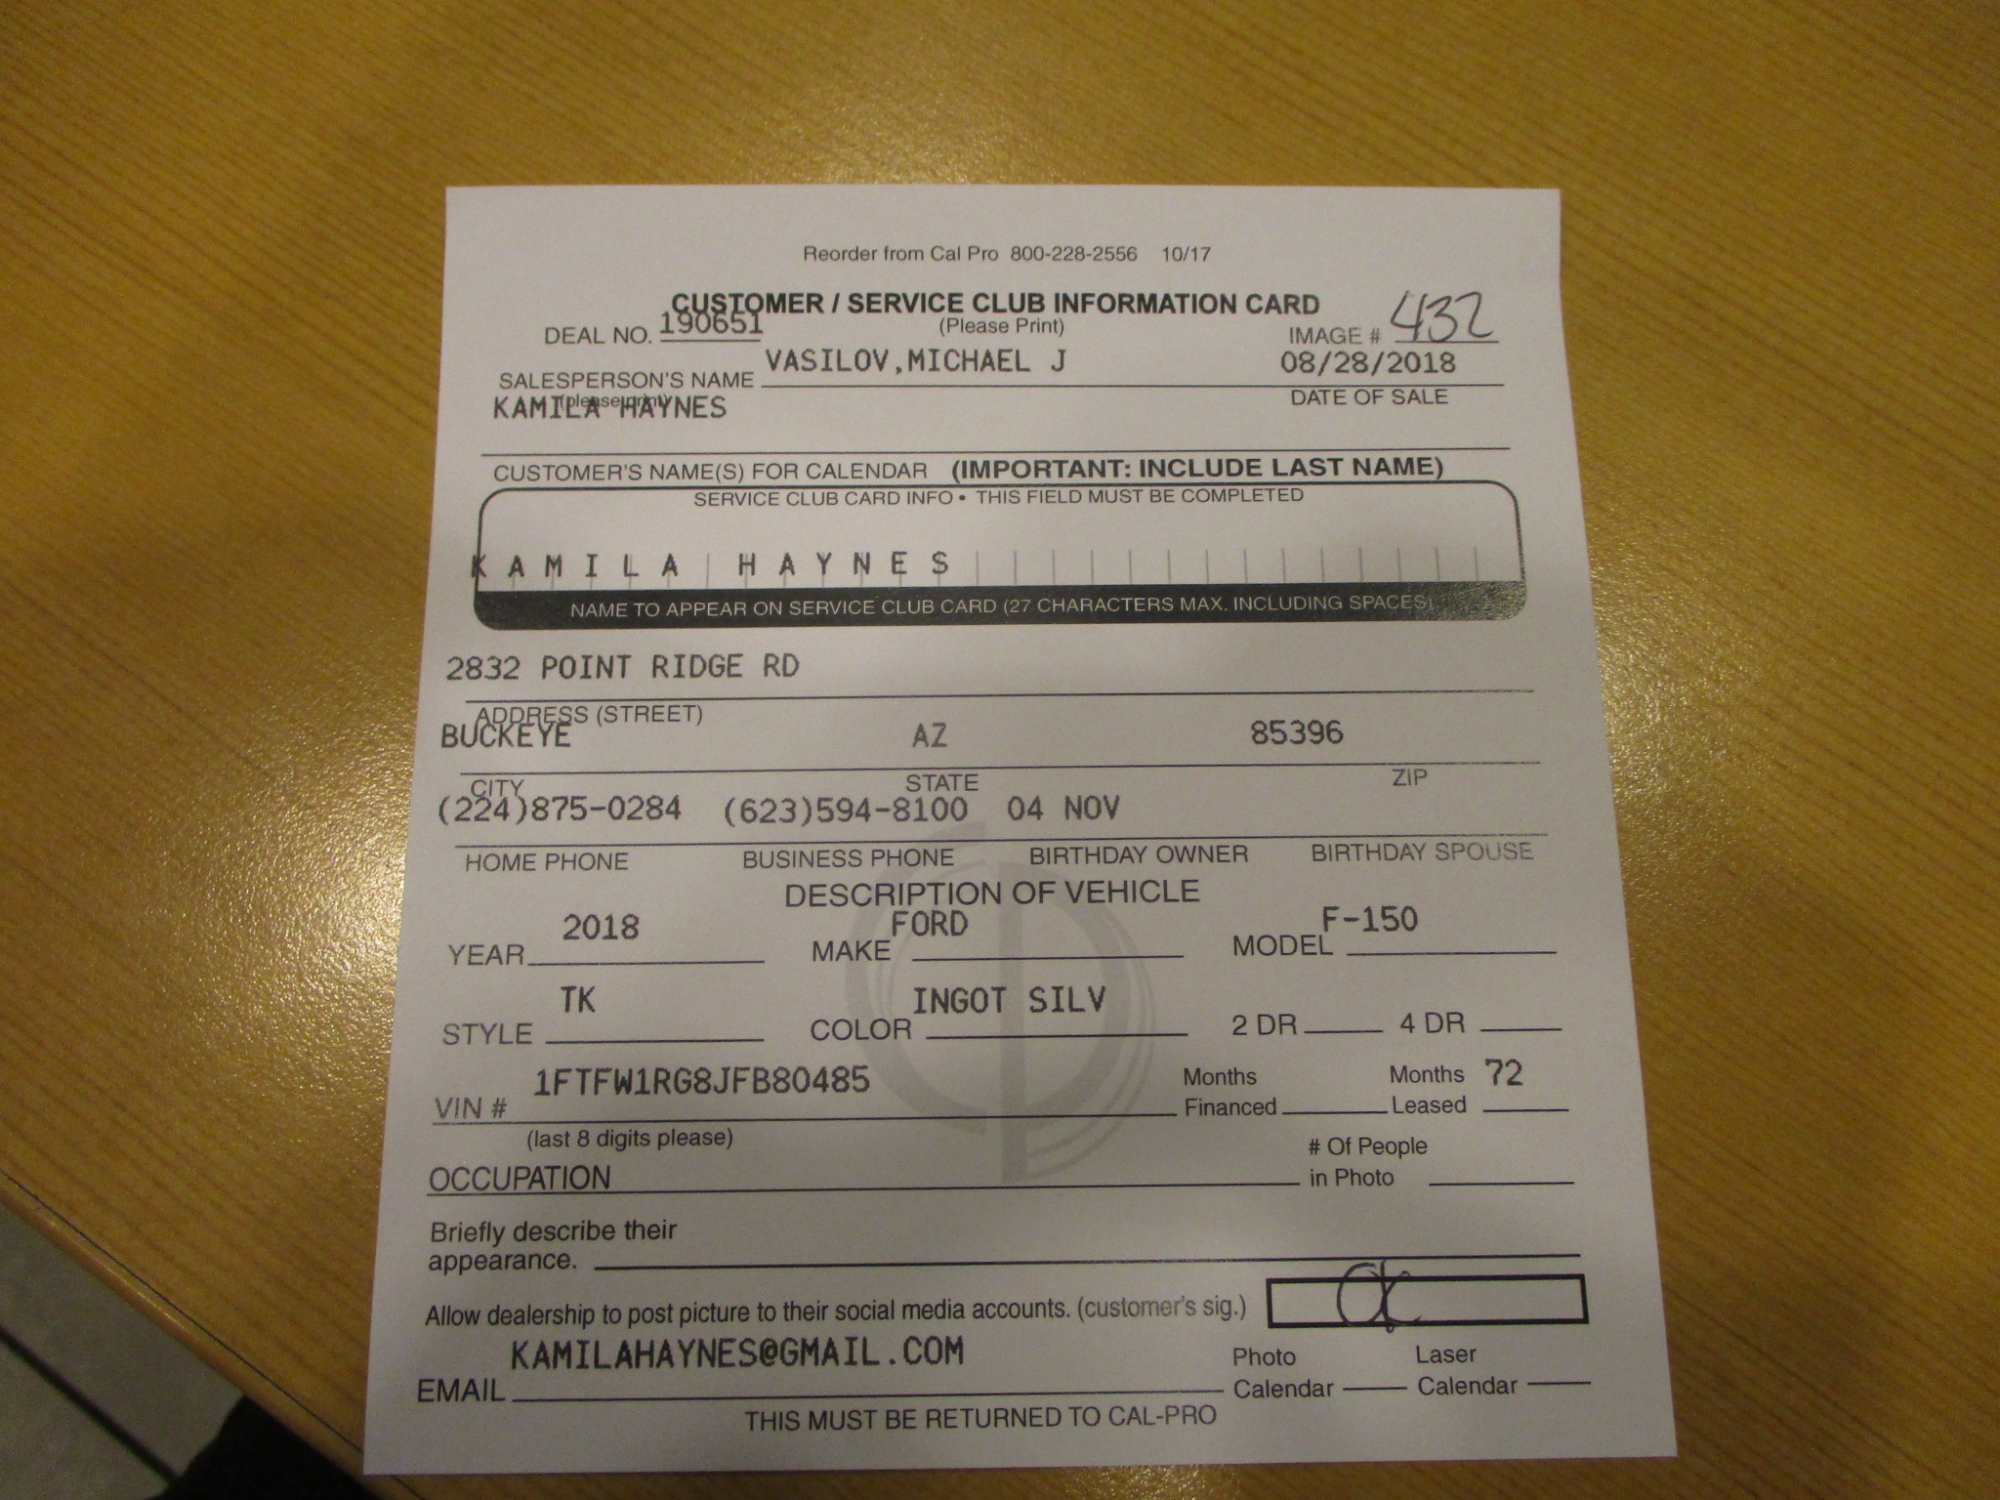 Reorder from Cal Pro 800-228-2556 10/17
CUSTOMER / SERVICE CLUB INFORMATION CARD
DEAL NO. 190651 (Please Print) IMAGE # 432
SALESPERSON'S NAME VASILOV,MICHAEL J 08/28/2018
(please print) DATE OF SALE
KAMILA HAYNES
CUSTOMER'S NAME(S) FOR CALENDAR (IMPORTANT: INCLUDE LAST NAME)
SERVICE CLUB CARD INFO • THIS FIELD MUST BE COMPLETED
KAMILA HAYNES
NAME TO APPEAR ON SERVICE CLUB CARD (27 CHARACTERS MAX. INCLUDING SPACES)
2832 POINT RIDGE RD
ADDRESS (STREET)
BUCKEYE AZ 85396
CITY STATE ZIP
(224)875-0284 (623)594-8100 04 NOV
HOME PHONE BUSINESS PHONE BIRTHDAY OWNER BIRTHDAY SPOUSE
DESCRIPTION OF VEHICLE
YEAR 2018 MAKE FORD MODEL F-150
STYLE TK COLOR INGOT SILV 2 DR 4 DR
VIN # 1FTFW1RG8JFB80485 Months Financed Months Leased 72
(last 8 digits please)
OCCUPATION # Of People in Photo
Briefly describe their
appearance.
Allow dealership to post picture to their social media accounts. (customer's sig.)
EMAIL KAMILAHAYNES@GMAIL.COM Photo Calendar Laser Calendar
THIS MUST BE RETURNED TO CAL-PRO